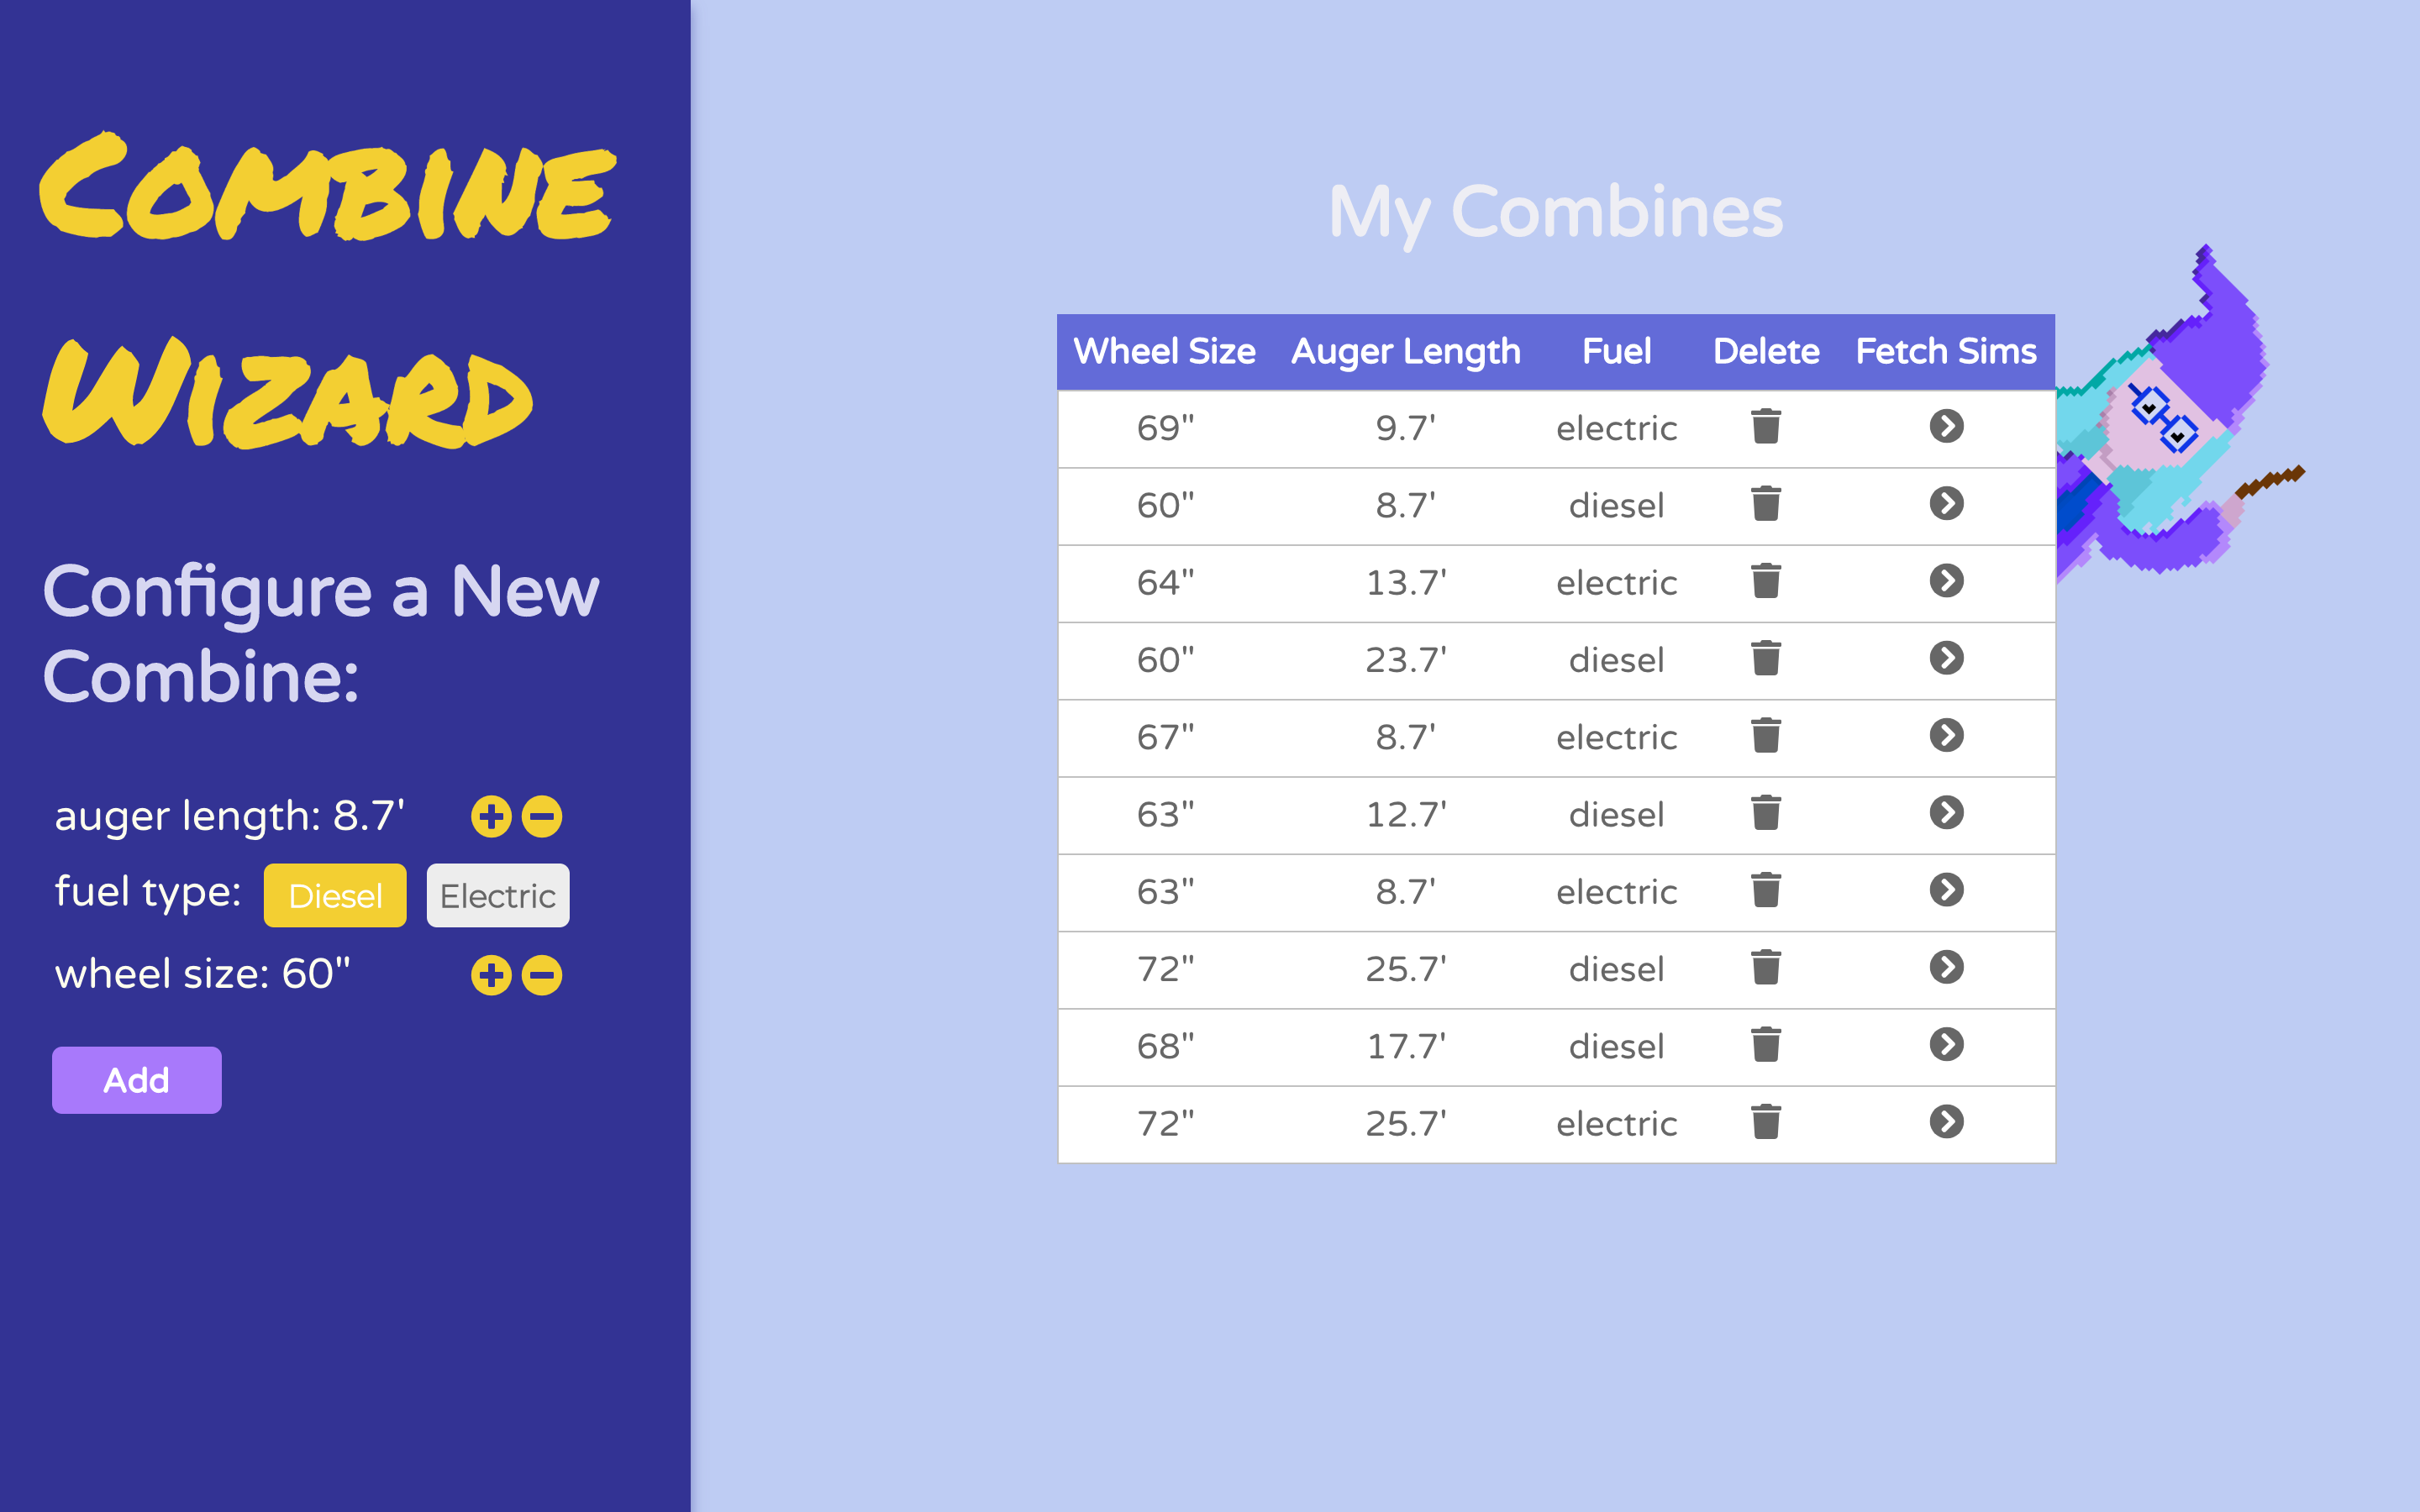 Combine
Wizard
Configure a New
Combine:
auger length: 8.7'
fuel type: Diesel Electric
wheel size: 60"
Add
My Combines
Wheel Size Auger Length Fuel Delete Fetch Sims
69" 9.7' electric
60" 8.7' diesel
64" 13.7' electric
60" 23.7' diesel
67" 8.7' electric
63" 12.7' diesel
63" 8.7' electric
72" 25.7' diesel
68" 17.7' diesel
72" 25.7' electric